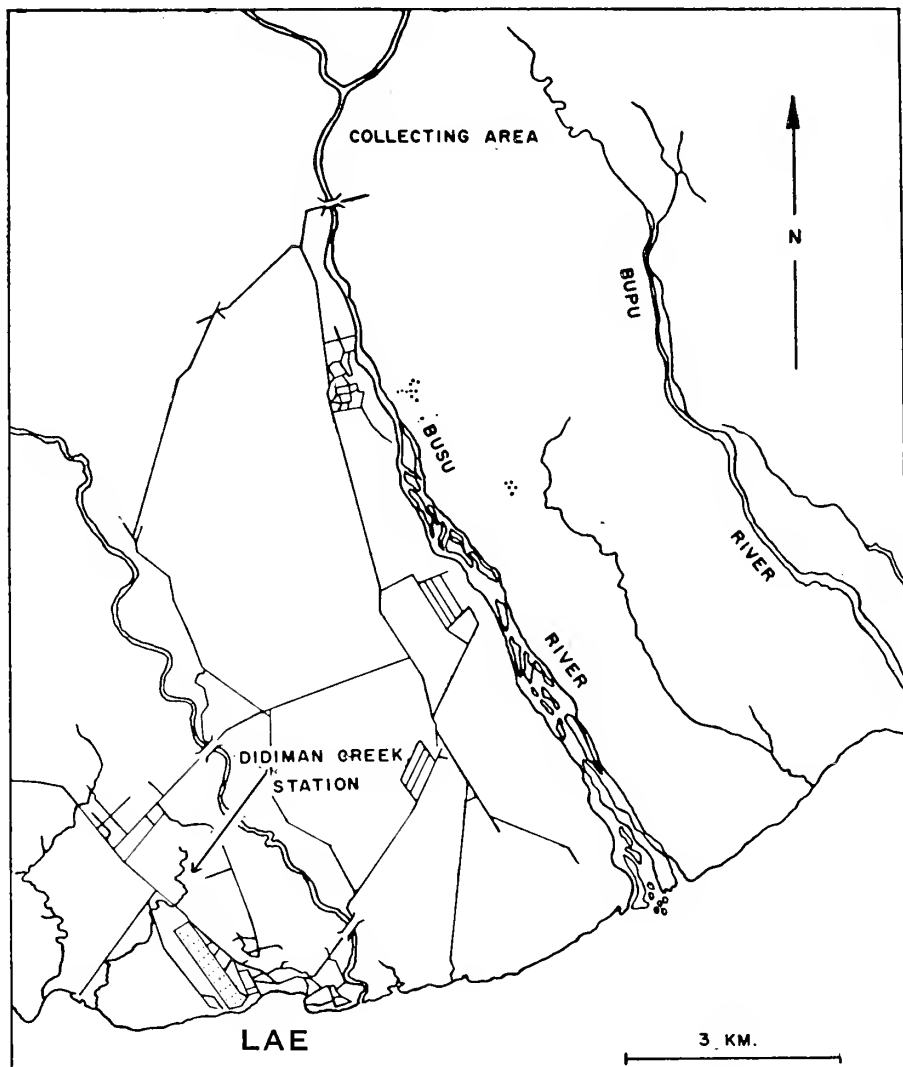 COLLECTING AREA
N
BUPU
RIVER
BUSU
RIVER
DIDIMAN CREEK
STATION
LAE
3 KM.